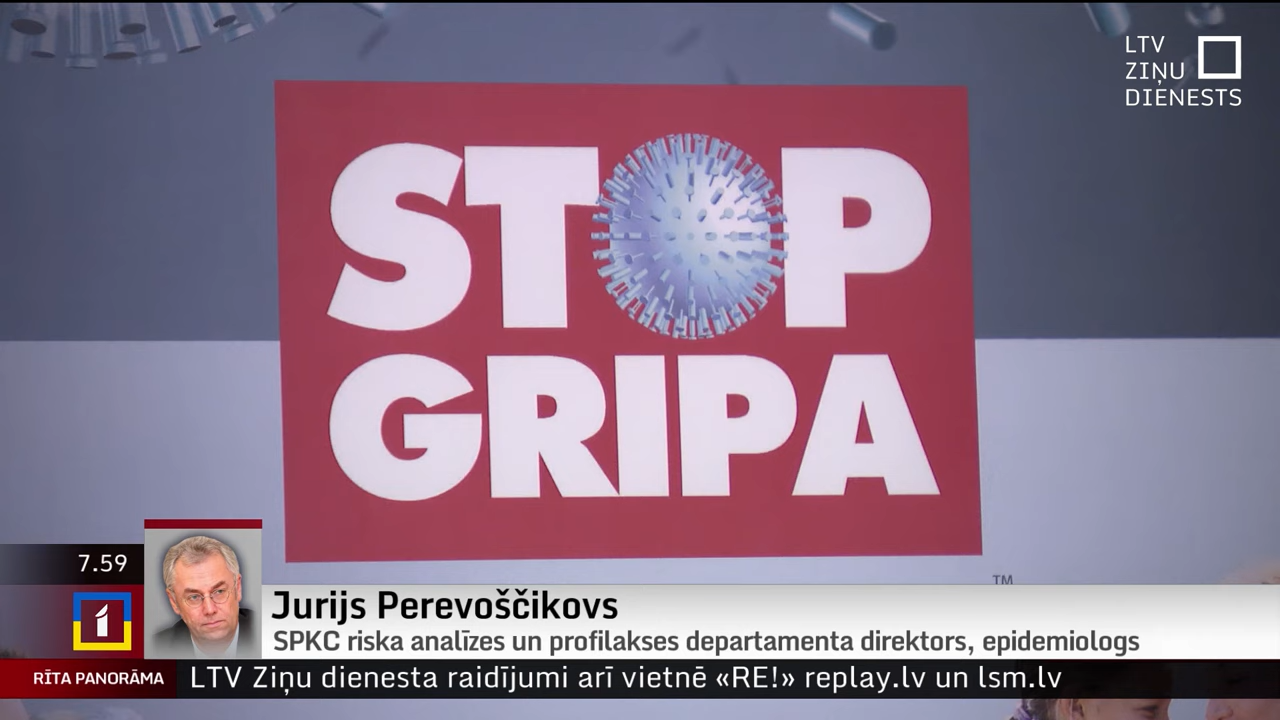 LTV
ZIŅU
DIENESTS
STOP
GRIPA
TM
7.59
1
Jurijs Perevoščikovs
SPKC riska analīzes un profilakses departamenta direktors, epidemiologs
RĪTA PANORĀMA
LTV Ziņu dienesta raidījumi arī vietnē «RE!» replay.lv un lsm.lv